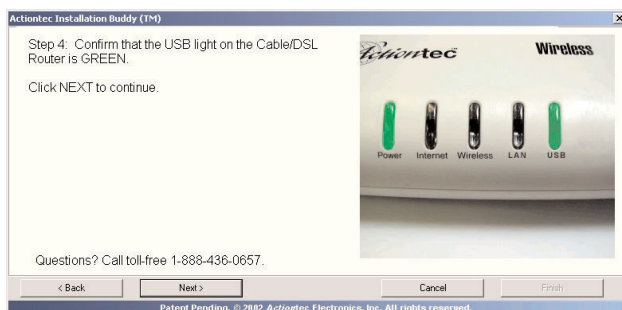 Actiontec Installation Buddy (TM)
Step 4: Confirm that the USB light on the Cable/DSL
Router is GREEN.
Click NEXT to continue.
Actiontec
Wireless
Power Internet Wireless LAN USB
Questions? Call toll-free 1-888-436-0657.
< Back Next > Cancel Finish
Patent Pending. © 2002 Actiontec Electronics, Inc. All rights reserved.